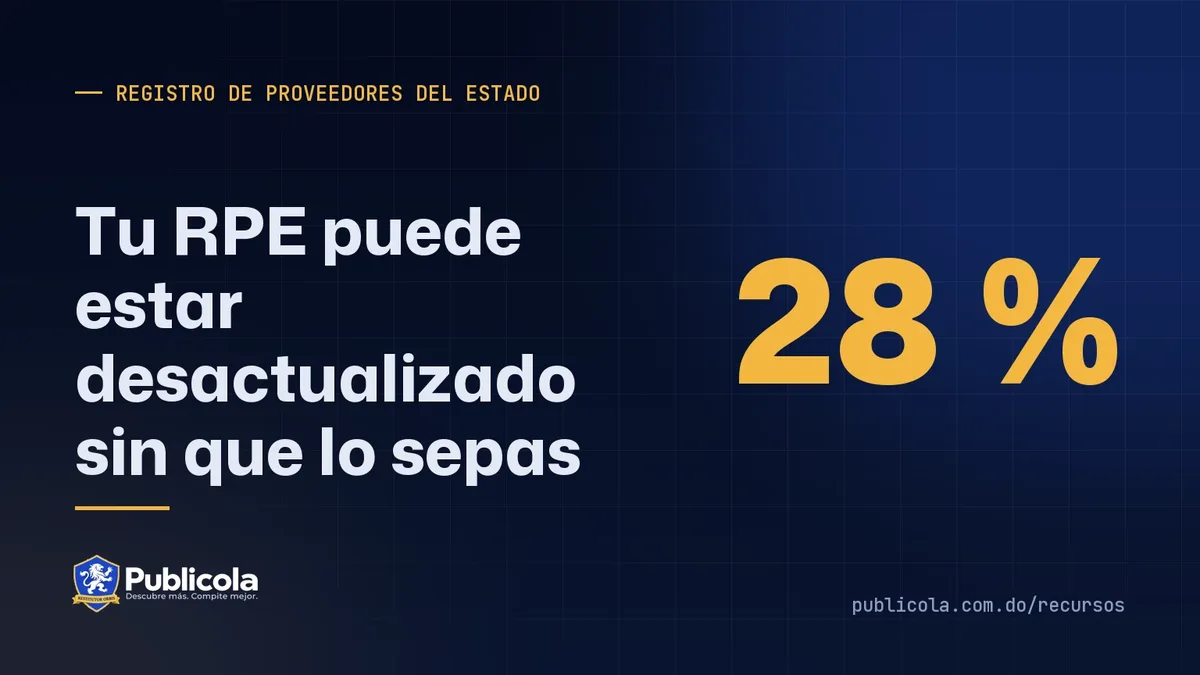 REGISTRO DE PROVEEDORES DEL ESTADO
Tu RPE puede
estar
desactualizado
sin que lo sepas
28 %
Publicola
Descubre más. Compite mejor.
publicola.com.do/recursos